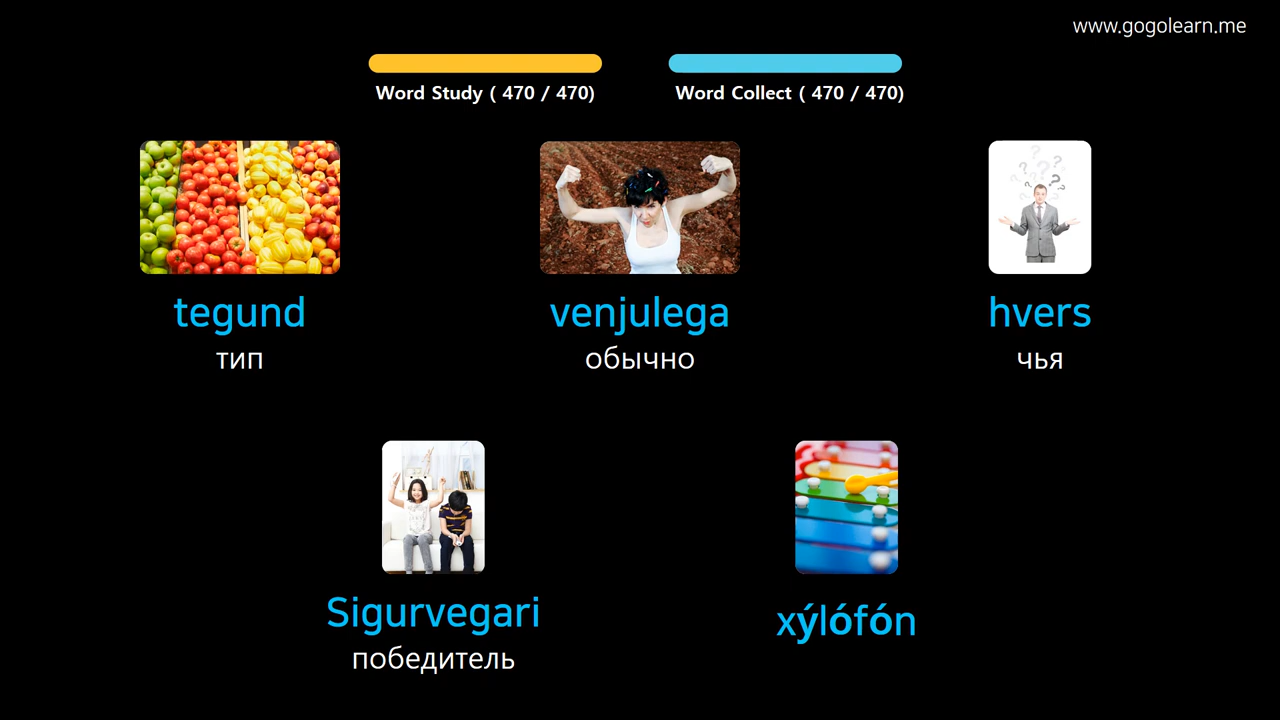 www.gogolearn.me
Word Study ( 470 / 470)
Word Collect ( 470 / 470)
tegund
тип
venjulega
обычно
hvers
чья
Sigurvegari
победитель
xýlófón